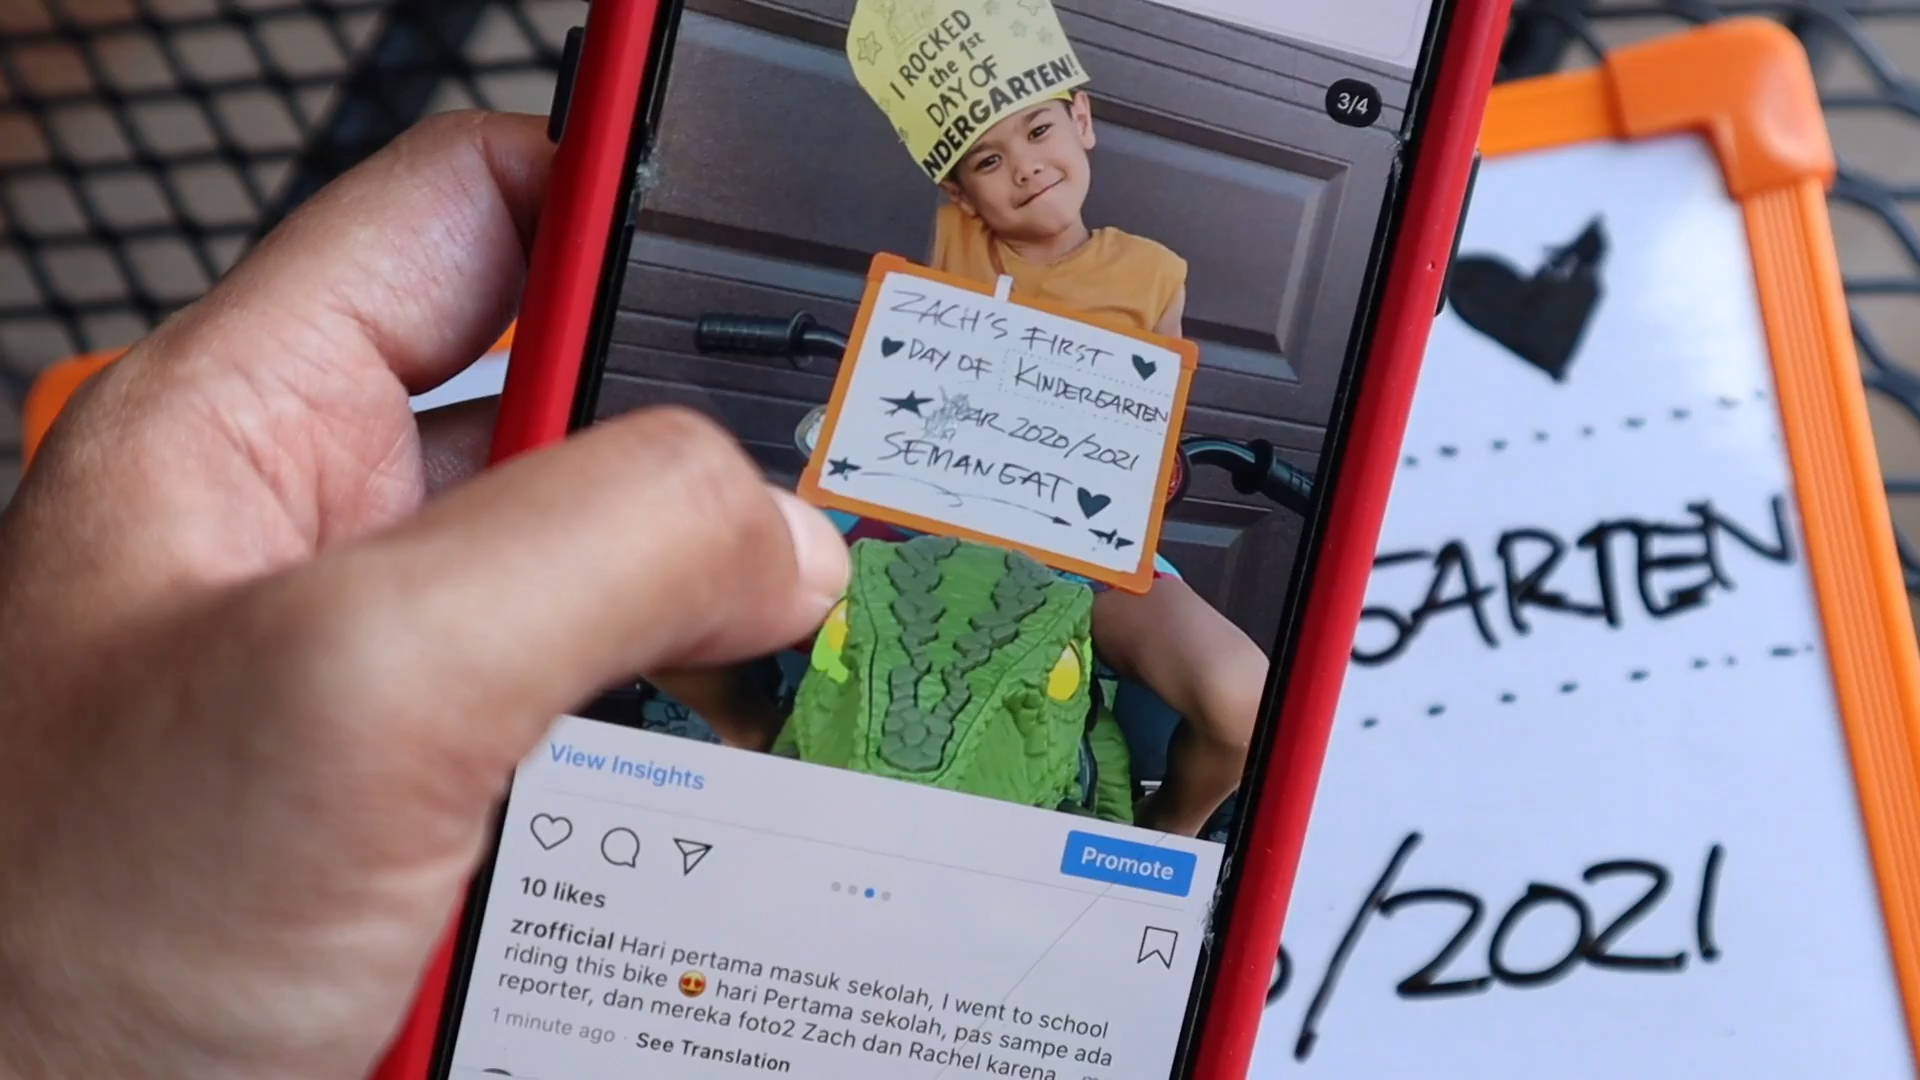 I ROCKED
the 1st
DAY OF
NDERGARTEN!
3/4
ZACH'S FIRST
DAY OF KINDERGARTEN
2020/2021
SEMANGAT
GARTEN
/2021
View Insights
Promote
10 likes
zrofficial Hari pertama masuk sekolah, I went to school
riding this bike 😍 hari Pertama sekolah, pas sampe ada
reporter, dan mereka foto2 Zach dan Rachel karena
1 minute ago · See Translation